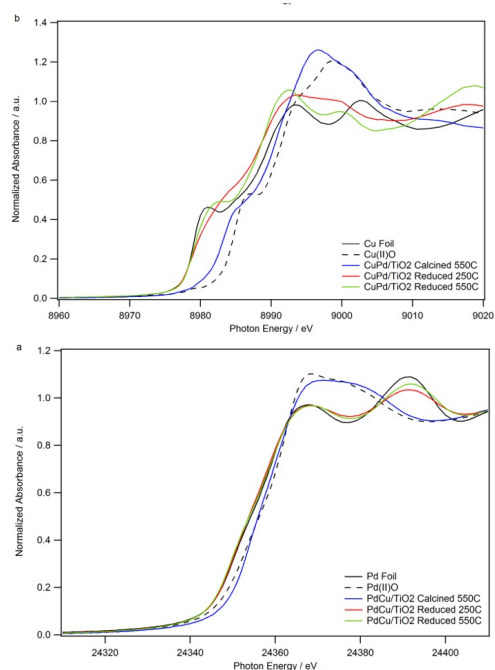 b
1.4
1.2
1.0
0.8
0.6
0.4
0.2
0.0
Normalized Absorbance / a.u.
Cu Foil
Cu(II)O
CuPd/TiO2 Calcined 550C
CuPd/TiO2 Reduced 250C
CuPd/TiO2 Reduced 550C
8960 8970 8980 8990 9000 9010 9020
Photon Energy / eV
a
1.2
1.0
0.8
0.6
0.4
0.2
0.0
Normalized Absorbance / a.u.
Pd Foil
Pd(II)O
PdCu/TiO2 Calcined 550C
PdCu/TiO2 Reduced 250C
PdCu/TiO2 Reduced 550C
24320 24340 24360 24380 24400
Photon Energy / eV